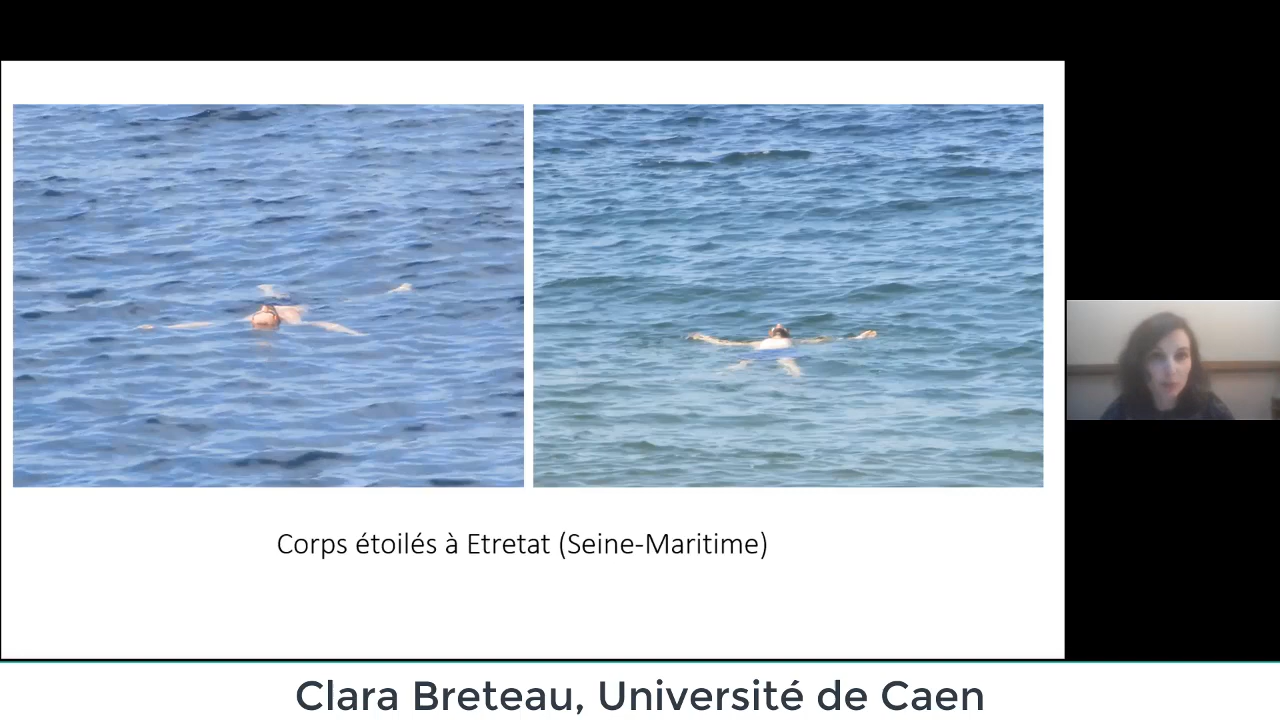 Corps étoilés à Etretat (Seine-Maritime)
Clara Breteau, Université de Caen